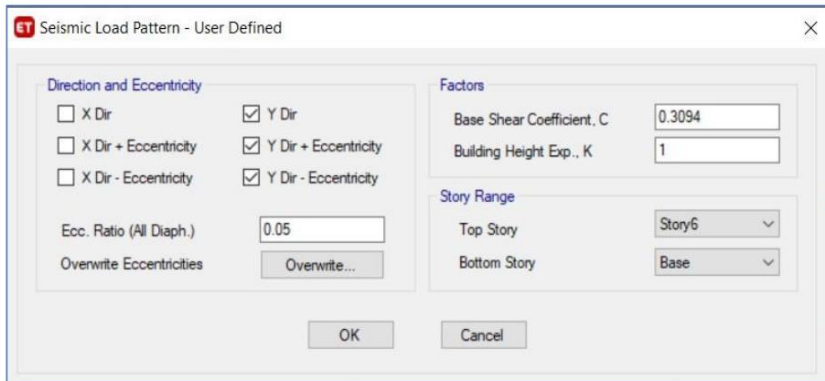 ET Seismic Load Pattern - User Defined
Direction and Eccentricity
X Dir Y Dir
X Dir + Eccentricity Y Dir + Eccentricity
X Dir - Eccentricity Y Dir - Eccentricity
Ecc. Ratio (All Diaph.) 0.05
Overwrite Eccentricities Overwrite...
Factors
Base Shear Coefficient, C 0.3094
Building Height Exp., K 1
Story Range
Top Story Story6
Bottom Story Base
OK Cancel